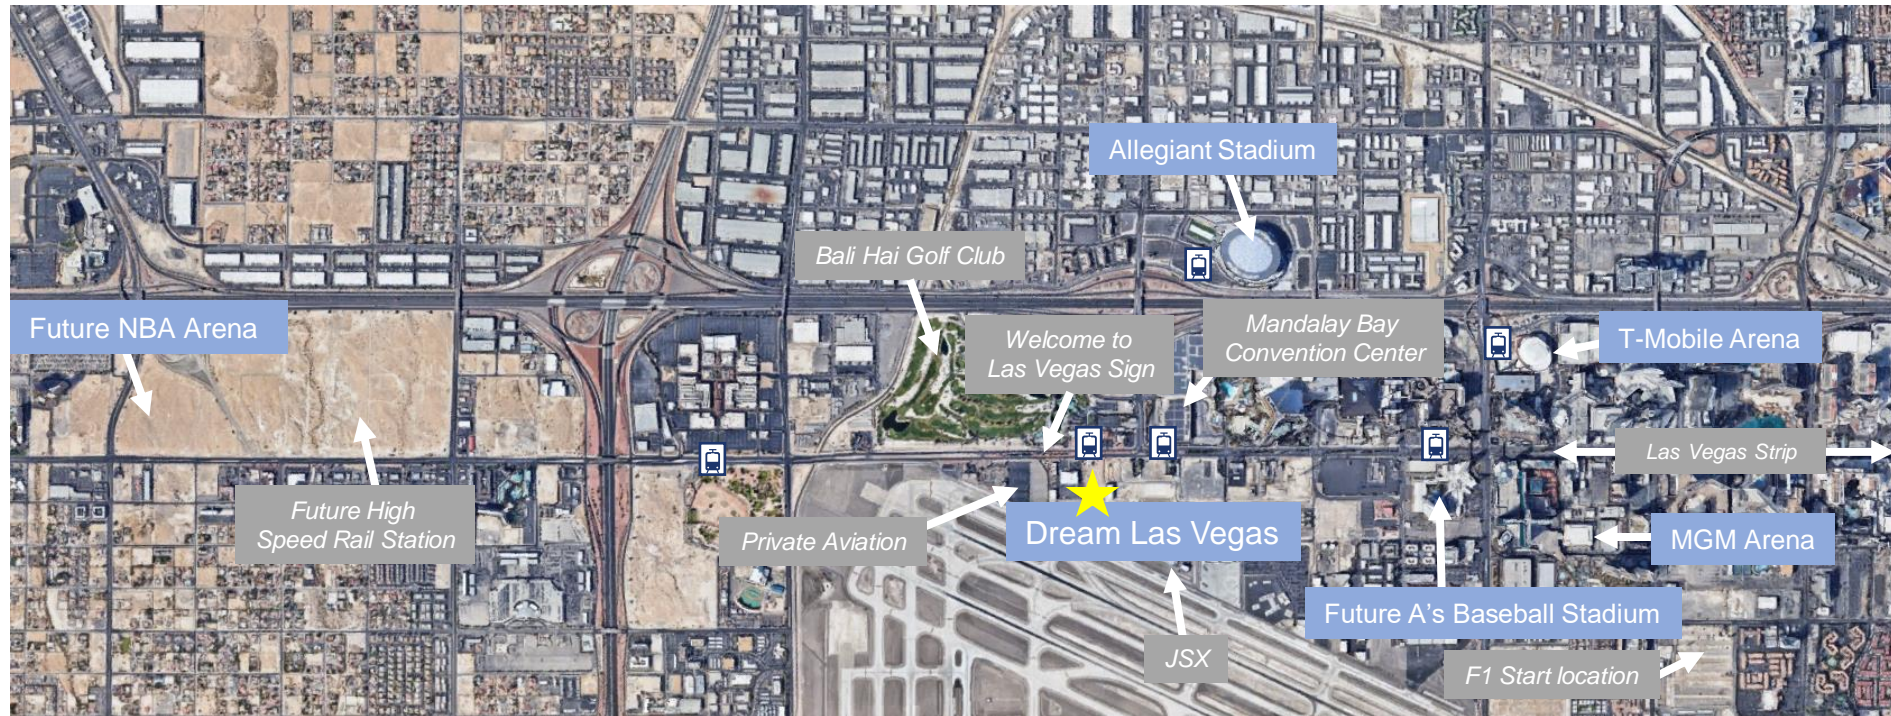 Allegiant Stadium
Bali Hai Golf Club
Future NBA Arena
Welcome to
Las Vegas Sign
Mandalay Bay
Convention Center
T-Mobile Arena
Las Vegas Strip
Future High
Speed Rail Station
Private Aviation
Dream Las Vegas
MGM Arena
Future A's Baseball Stadium
JSX
F1 Start location